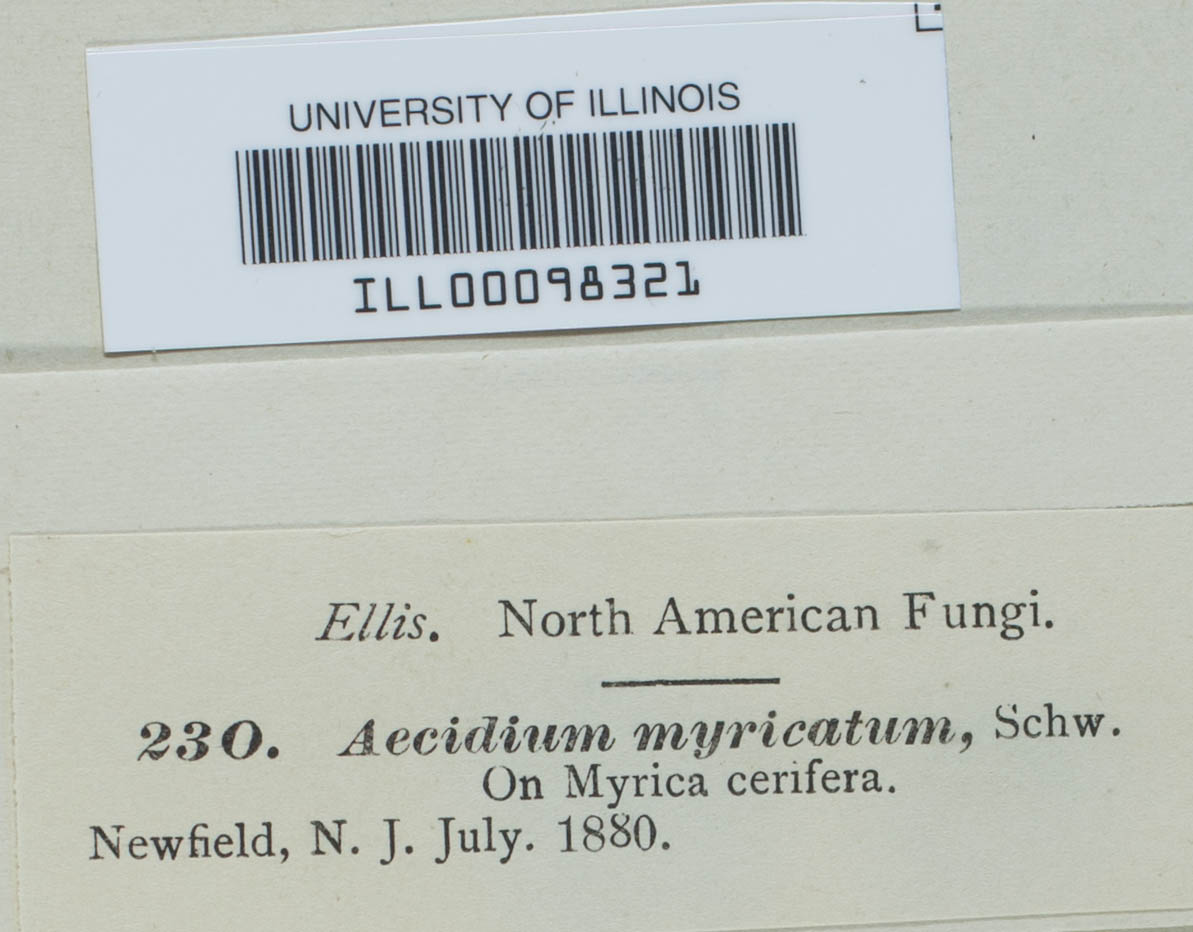 UNIVERSITY OF ILLINOIS
ILL00098321
Ellis. North American Fungi.
230. Aecidium myricatum, Schw.
On Myrica cerifera.
Newfield, N. J. July. 1880.